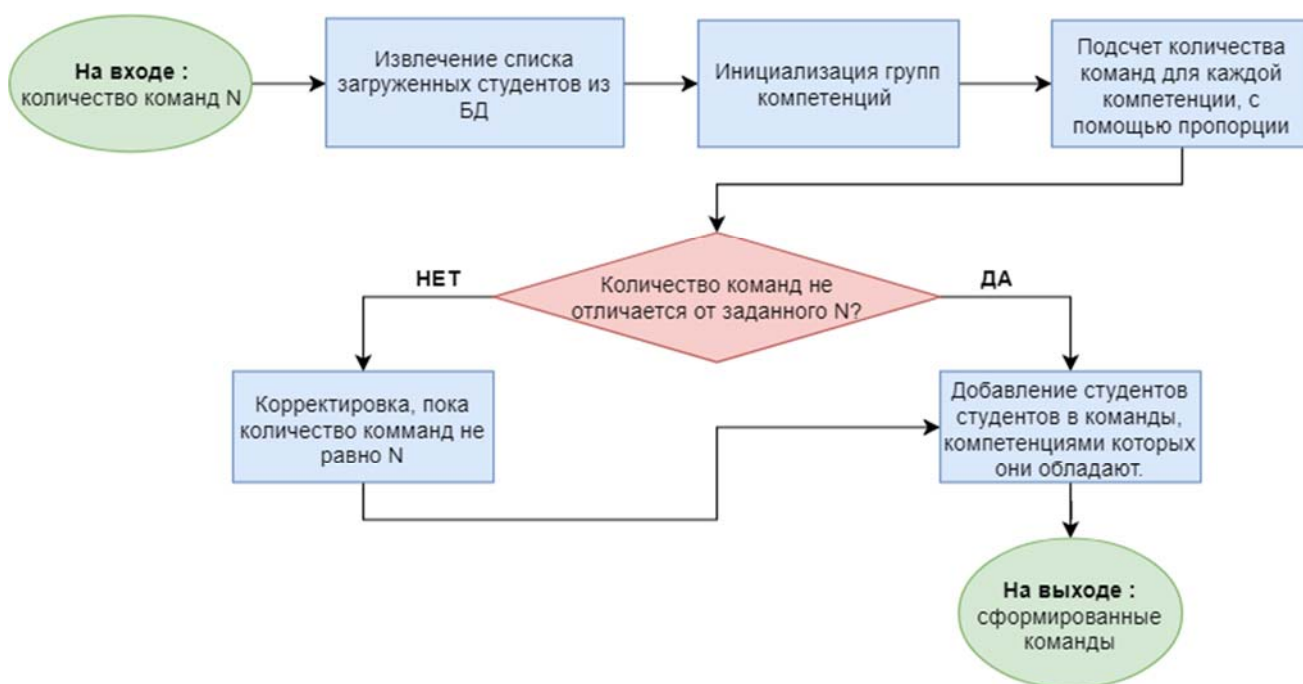 На входе :
количество команд N
Извлечение списка
загруженных студентов из
БД
Инициализация групп
компетенций
Подсчет количества
команд для каждой
компетенции, с
помощью пропорции
НЕТ
Количество команд не
отличается от заданного N?
ДА
Корректировка, пока
количество комманд не
равно N
Добавление студентов
студентов в команды,
компетенциями которых
они обладают.
На выходе :
сформированные
команды